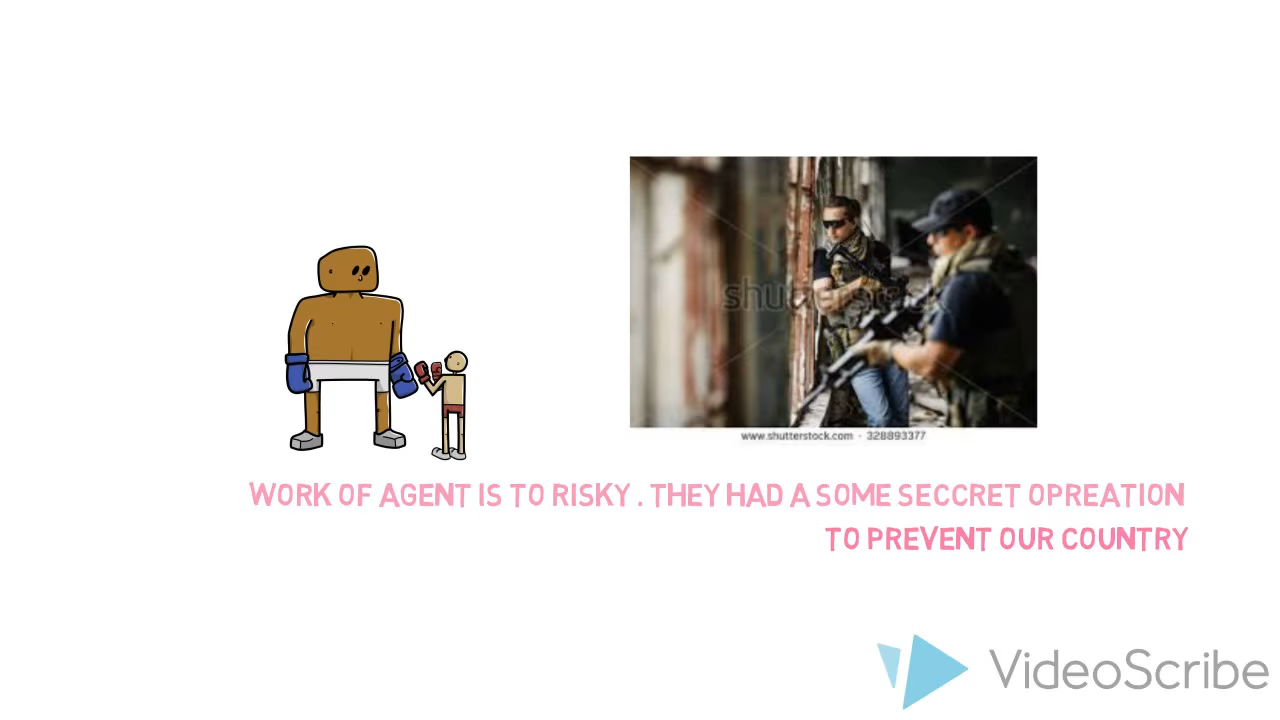 shutterstock
www.shutterstock.com · 328893377
WORK OF AGENT IS TO RISKY . THEY HAD A SOME SECCRET OPREATION
TO PREVENT OUR COUNTRY
VideoScribe